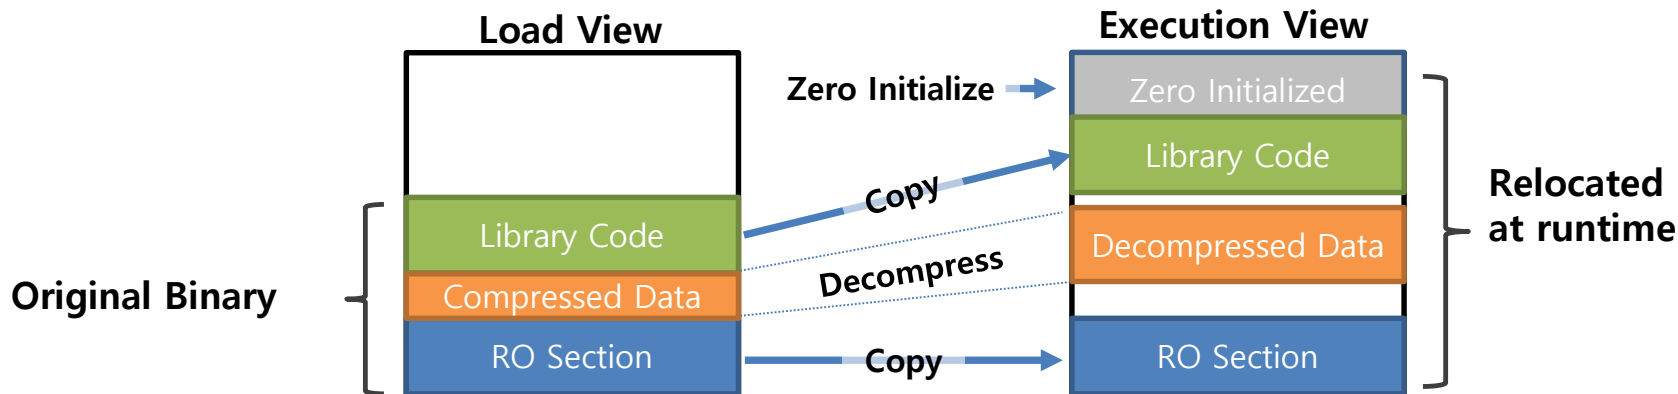 Load View
Execution View
Zero Initialize
Zero Initialized
Library Code
Copy
Relocated
at runtime
Library Code
Decompressed Data
Decompress
Original Binary
Compressed Data
RO Section
Copy
RO Section